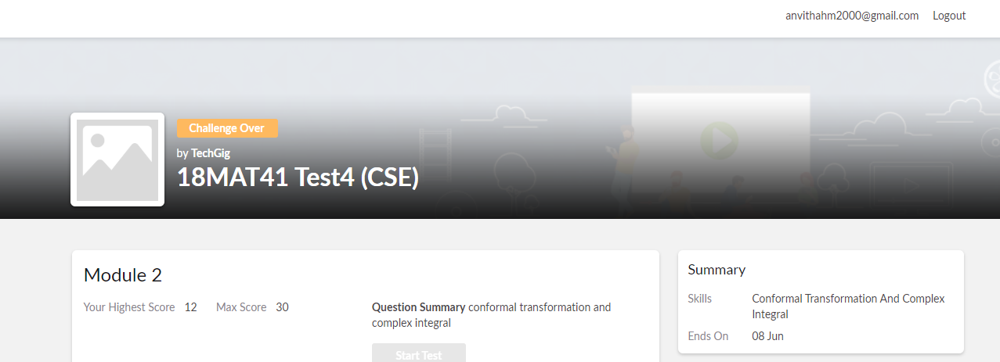 anvithahm2000@gmail.com Logout
Challenge Over
by TechGig
18MAT41 Test4 (CSE)
Module 2
Your Highest Score 12 Max Score 30
Question Summary conformal transformation and
complex integral
Start Test
Summary
Skills Conformal Transformation And Complex
Integral
Ends On 08 Jun